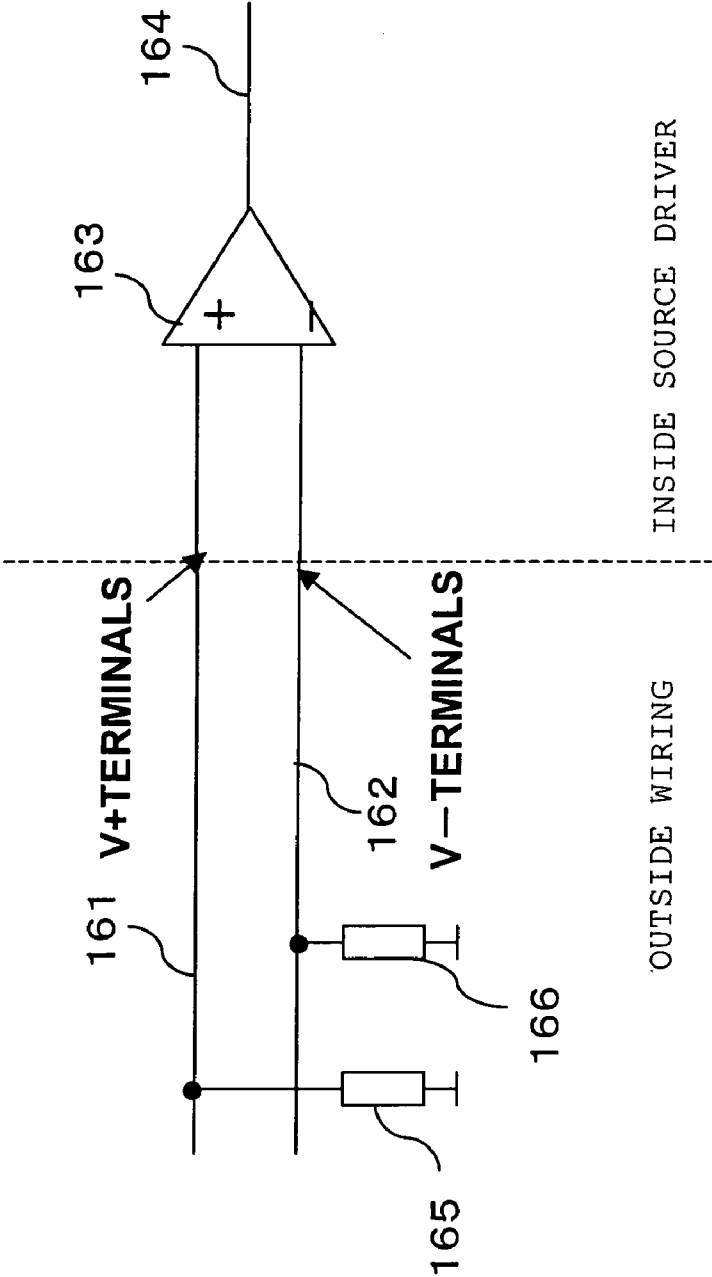 164
163
+
−
V+TERMINALS
161
162
V−TERMINALS
166
165
INSIDE SOURCE DRIVER
OUTSIDE WIRING